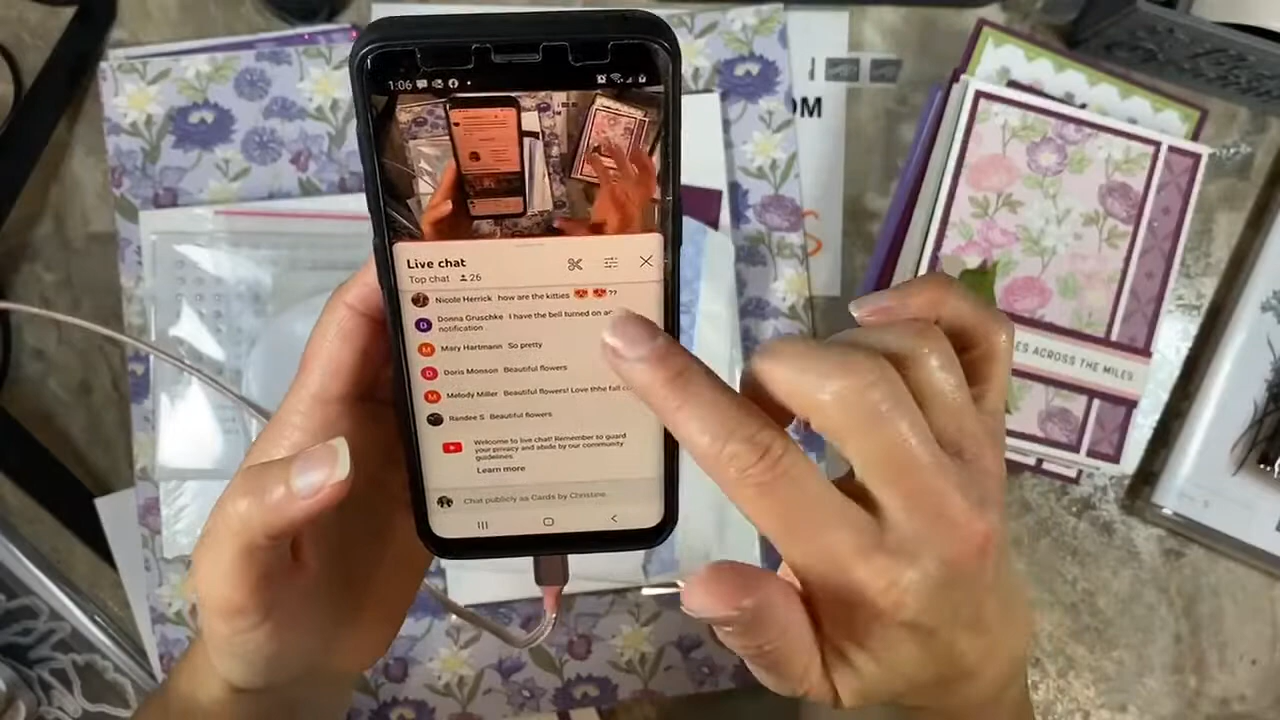 1:06
OM
Live chat
Top chat 26
Nicole Herrick how are the kitties 😻 😻 ??
Donna Gruschke I have the bell turned on
notification
Mary Hartmann So pretty
Doris Monson Beautiful flowers
Melody Miller Beautiful flowers! Love thhe fall
Randee S Beautiful flowers
Welcome to live chat! Remember to guard
your privacy and abide by our community
guidelines.
Learn more
Chat publicly as Cards by Christine...
ES ACROSS THE MILES